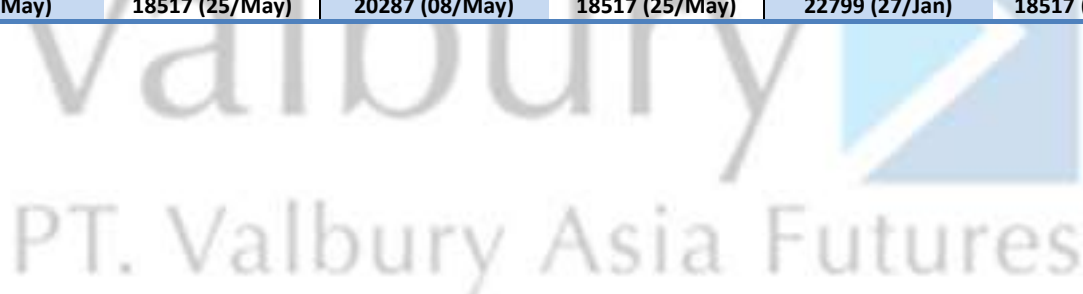 May) 18517 (25/May) 20287 (08/May) 18517 (25/May) 22799 (27/Jan) 18517 (
Valbury
PT. Valbury Asia Futures